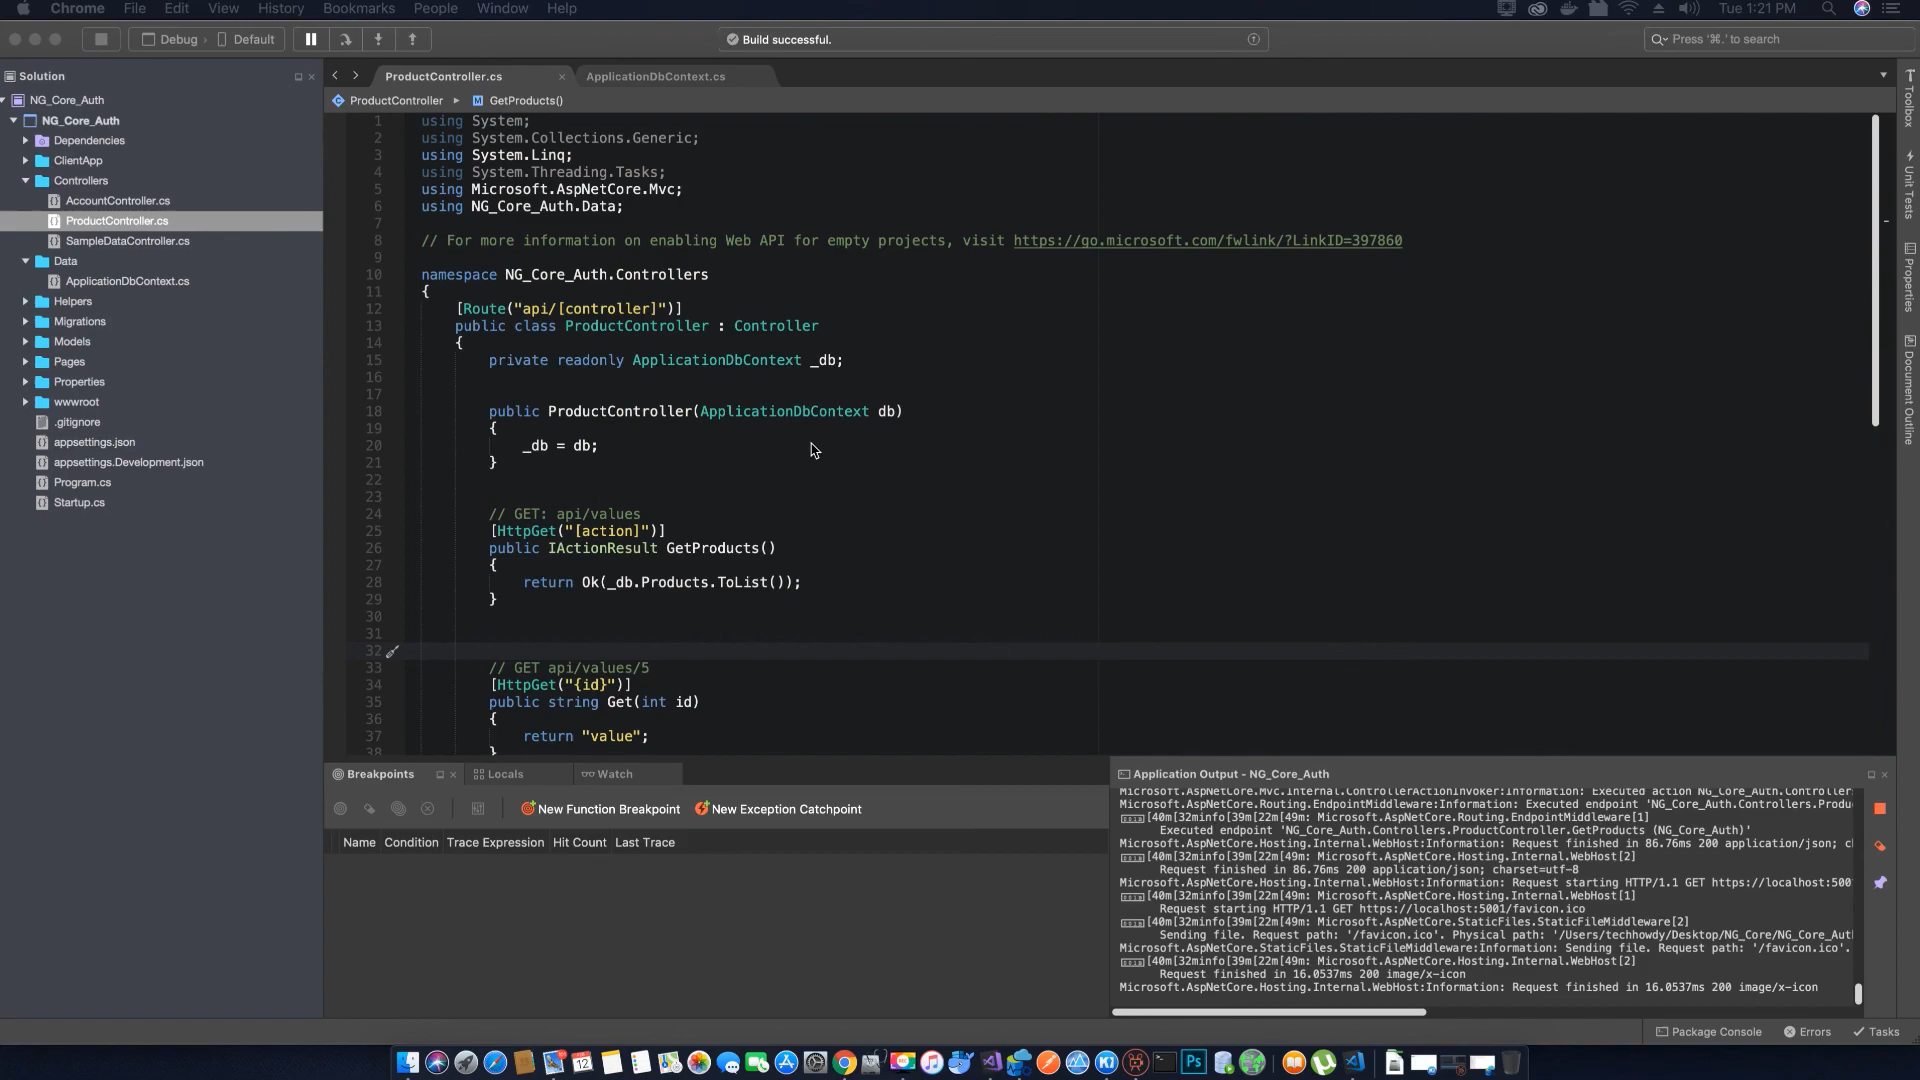 Chrome File Edit View History Bookmarks People Window Help Tue 1:21 PM
Debug Default Build successful. Press '⌘.' to search
Solution
NG_Core_Auth
NG_Core_Auth
Dependencies
ClientApp
Controllers
AccountController.cs
ProductController.cs
SampleDataController.cs
Data
ApplicationDbContext.cs
Helpers
Migrations
Models
Pages
Properties
wwwroot
.gitignore
appsettings.json
appsettings.Development.json
Program.cs
Startup.cs
ProductController.cs ApplicationDbContext.cs
ProductController GetProducts()
1 using System;
2 using System.Collections.Generic;
3 using System.Linq;
4 using System.Threading.Tasks;
5 using Microsoft.AspNetCore.Mvc;
6 using NG_Core_Auth.Data;
7
8 // For more information on enabling Web API for empty projects, visit https://go.microsoft.com/fwlink/?LinkID=397860
9
10 namespace NG_Core_Auth.Controllers
11 {
12 [Route("api/[controller]")]
13 public class ProductController : Controller
14 {
15 private readonly ApplicationDbContext _db;
16
17
18 public ProductController(ApplicationDbContext db)
19 {
20 _db = db;
21 }
22
23
24 // GET: api/values
25 [HttpGet("[action]")]
26 public IActionResult GetProducts()
27 {
28 return Ok(_db.Products.ToList());
29 }
30
31
32
33 // GET api/values/5
34 [HttpGet("{id}")]
35 public string Get(int id)
36 {
37 return "value";
38 }
Toolbox
Unit Tests
Properties
Document Outline
Breakpoints Locals Watch
New Function Breakpoint New Exception Catchpoint
Name Condition Trace Expression Hit Count Last Trace
Application Output - NG_Core_Auth
Microsoft.AspNetCore.Mvc.Internal.ControllerActionInvoker:Information: Executed action NG_Core_Auth.Controller
Microsoft.AspNetCore.Routing.EndpointMiddleware:Information: Executed endpoint 'NG_Core_Auth.Controllers.Produ
[40m[32minfo[39m[22m[49m: Microsoft.AspNetCore.Routing.EndpointMiddleware[1]
Executed endpoint 'NG_Core_Auth.Controllers.ProductController.GetProducts (NG_Core_Auth)'
Microsoft.AspNetCore.Hosting.Internal.WebHost:Information: Request finished in 86.76ms 200 application/json; c
[40m[32minfo[39m[22m[49m: Microsoft.AspNetCore.Hosting.Internal.WebHost[2]
Request finished in 86.76ms 200 application/json; charset=utf-8
Microsoft.AspNetCore.Hosting.Internal.WebHost:Information: Request starting HTTP/1.1 GET https://localhost:500
[40m[32minfo[39m[22m[49m: Microsoft.AspNetCore.Hosting.Internal.WebHost[1]
Request starting HTTP/1.1 GET https://localhost:5001/favicon.ico
[40m[32minfo[39m[22m[49m: Microsoft.AspNetCore.StaticFiles.StaticFileMiddleware[2]
Sending file. Request path: '/favicon.ico'. Physical path: '/Users/techhowdy/Desktop/NG_Core/NG_Core_Aut
Microsoft.AspNetCore.StaticFiles.StaticFileMiddleware:Information: Sending file. Request path: '/favicon.ico'.
[40m[32minfo[39m[22m[49m: Microsoft.AspNetCore.Hosting.Internal.WebHost[2]
Request finished in 16.0537ms 200 image/x-icon
Microsoft.AspNetCore.Hosting.Internal.WebHost:Information: Request finished in 16.0537ms 200 image/x-icon
Package Console Errors Tasks
12
Ps